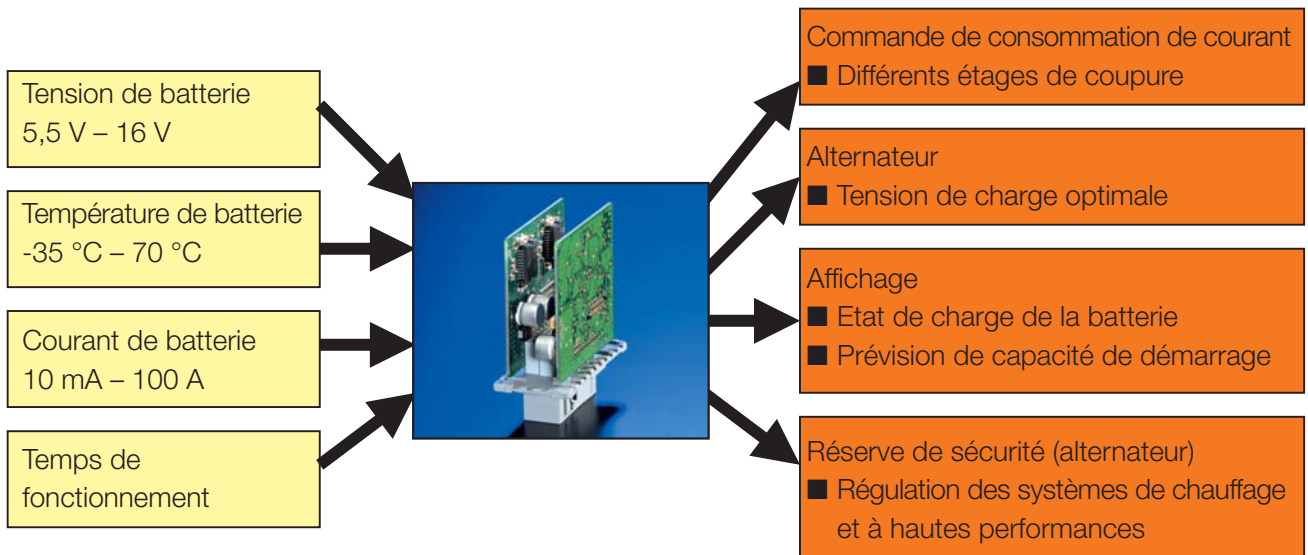 Tension de batterie
5,5 V – 16 V
Température de batterie
-35 °C – 70 °C
Courant de batterie
10 mA – 100 A
Temps de
fonctionnement
Commande de consommation de courant
■ Différents étages de coupure
Alternateur
■ Tension de charge optimale
Affichage
■ Etat de charge de la batterie
■ Prévision de capacité de démarrage
Réserve de sécurité (alternateur)
■ Régulation des systèmes de chauffage
et à hautes performances